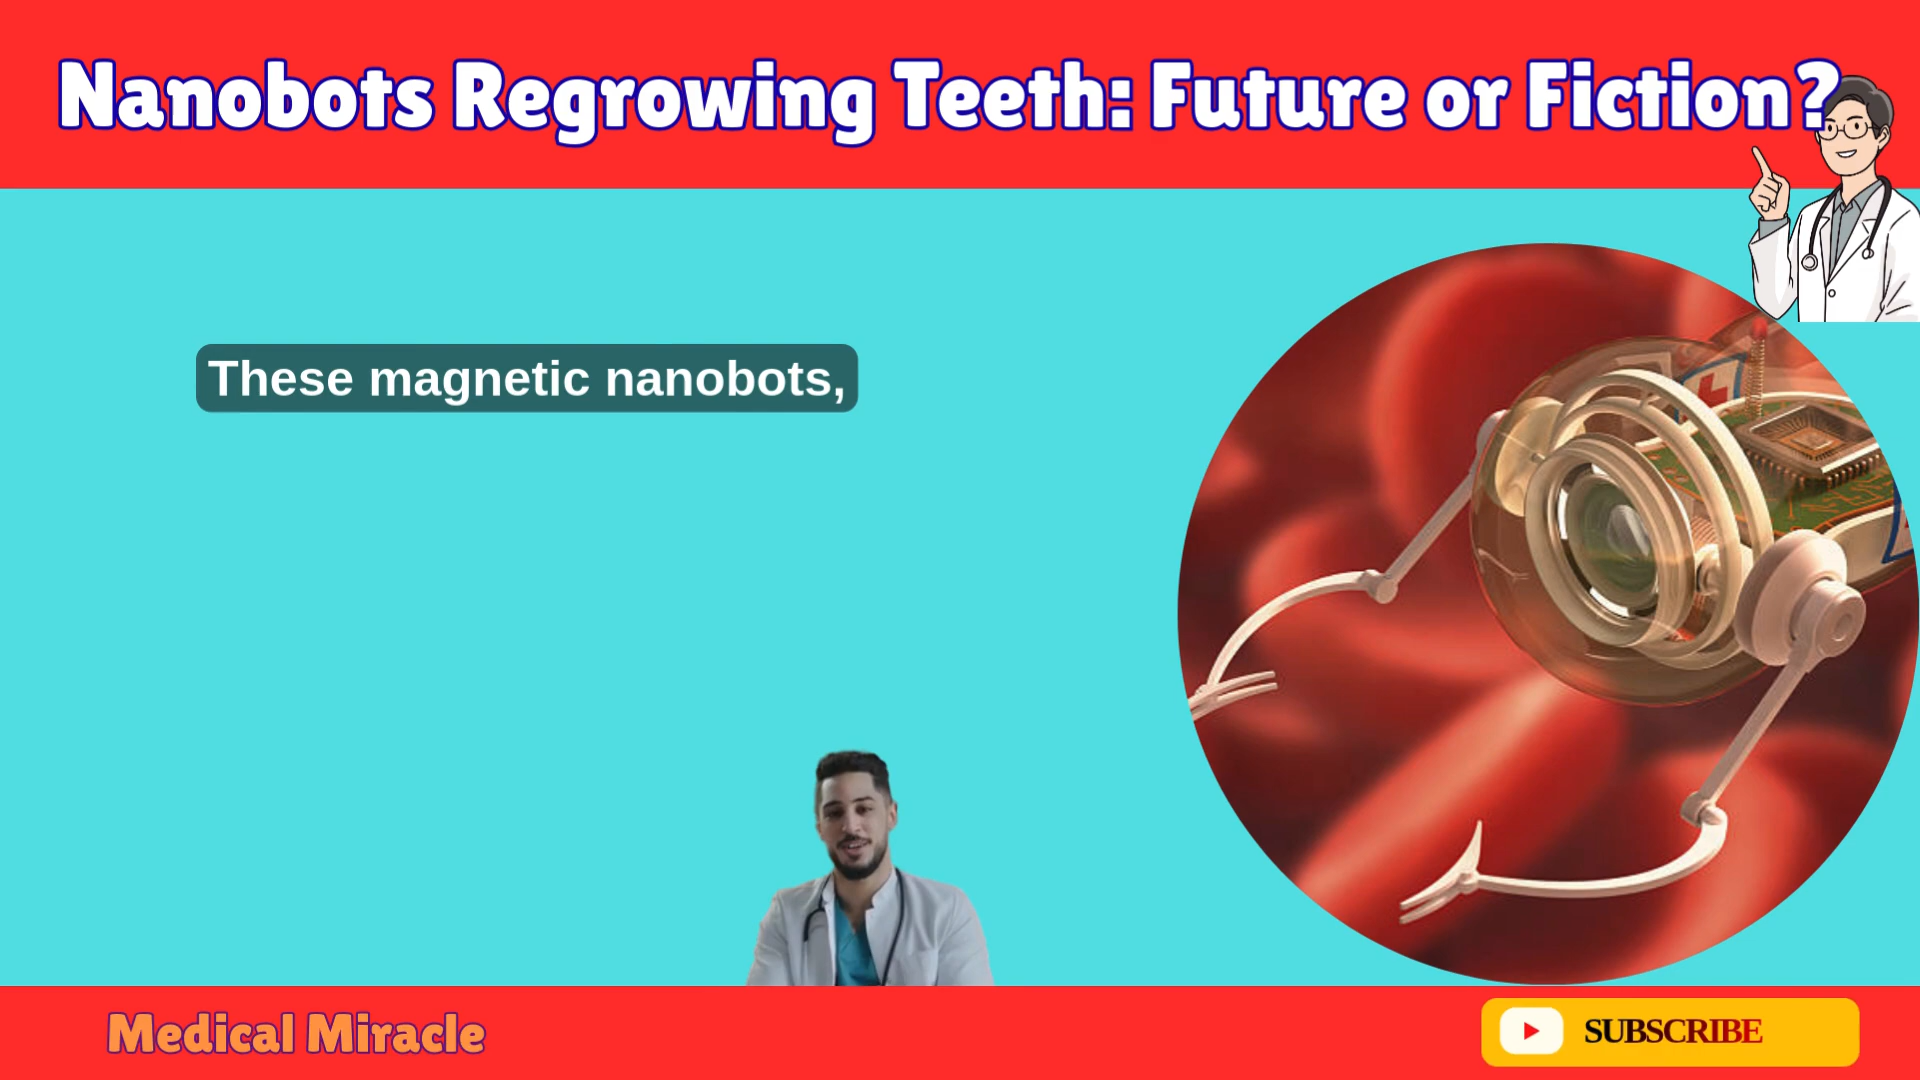 Nanobots Regrowing Teeth: Future or Fiction?
These magnetic nanobots,
Medical Miracle
SUBSCRIBE